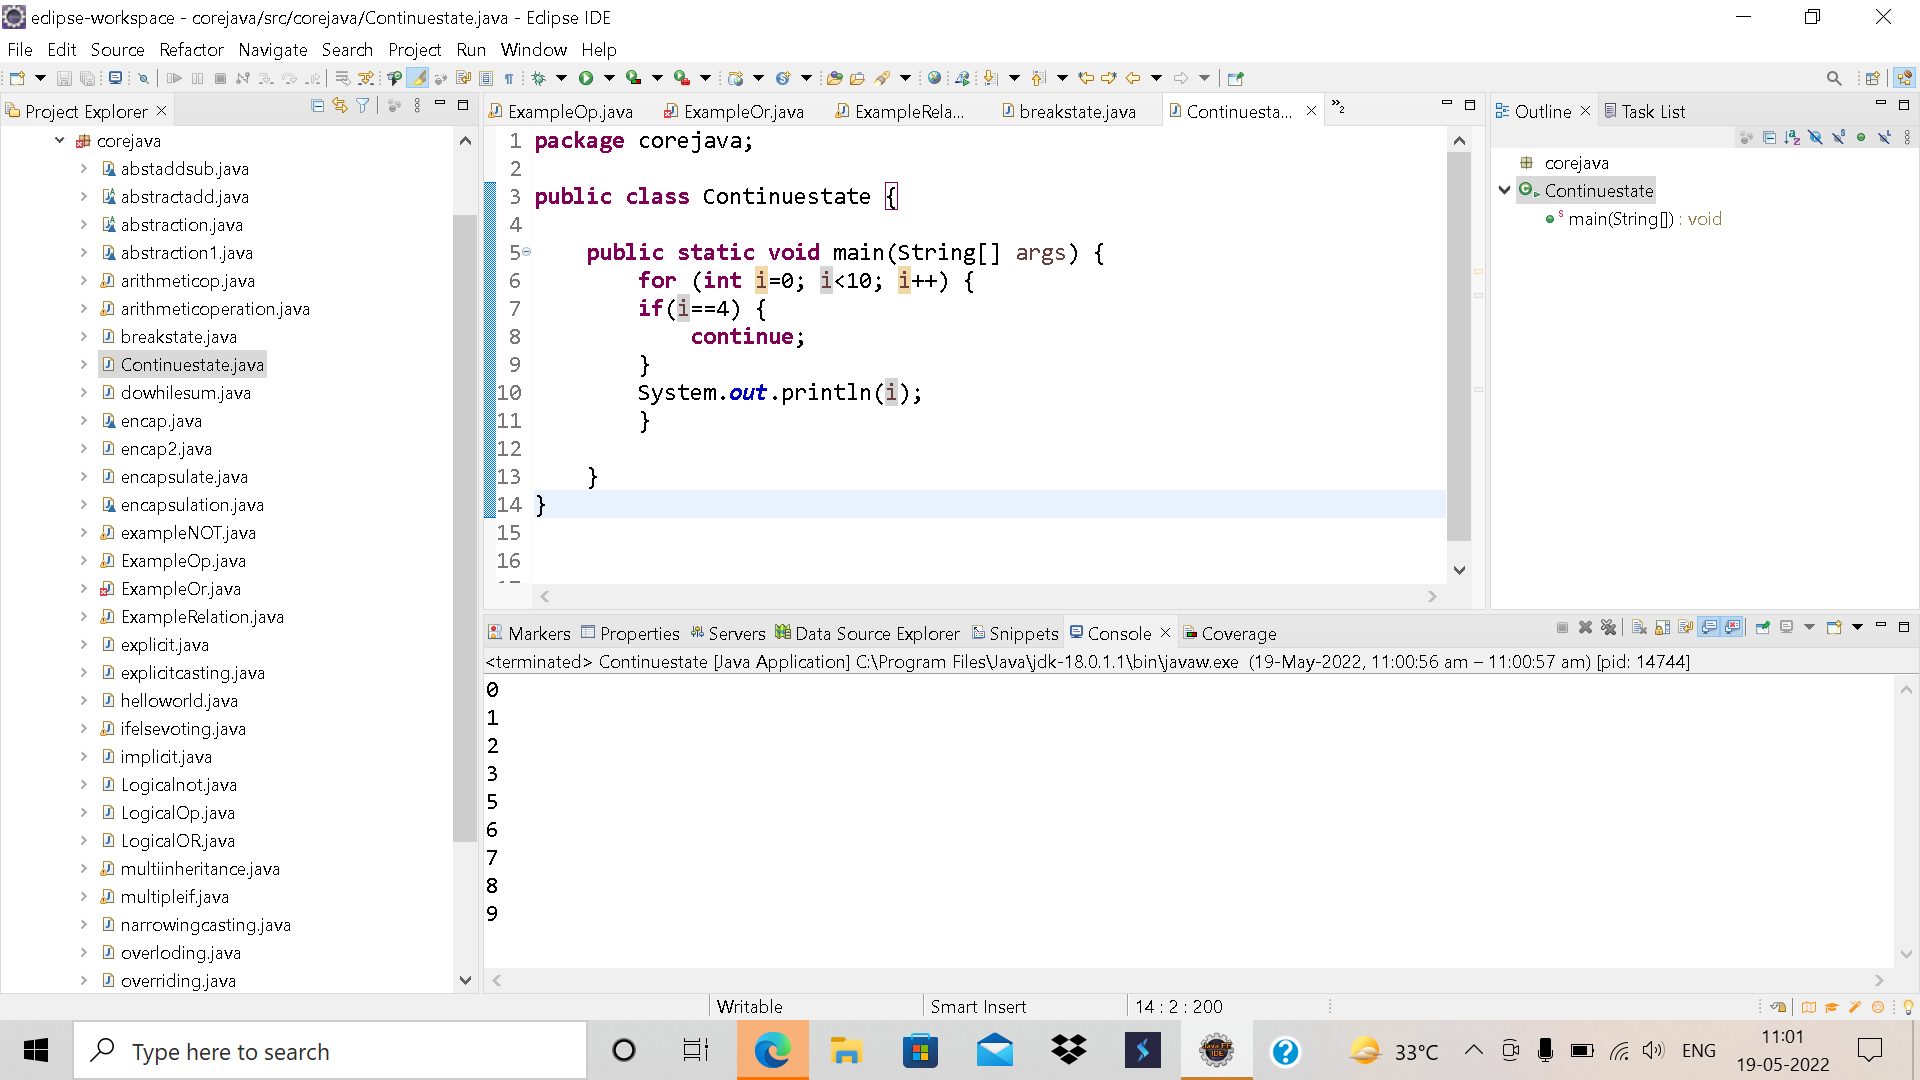 eclipse-workspace - corejava/src/corejava/Continuestate.java - Eclipse IDE
File Edit Source Refactor Navigate Search Project Run Window Help
Project Explorer
corejava
abstaddsub.java
abstractadd.java
abstraction.java
abstraction1.java
arithmeticop.java
arithmeticoperation.java
breakstate.java
Continuestate.java
dowhilesum.java
encap.java
encap2.java
encapsulate.java
encapsulation.java
exampleNOT.java
ExampleOp.java
ExampleOr.java
ExampleRelation.java
explicit.java
explicitcasting.java
helloworld.java
ifelsevoting.java
implicit.java
Logicalnot.java
LogicalOp.java
LogicalOR.java
multiinheritance.java
multipleif.java
narrowingcasting.java
overloding.java
overriding.java
ExampleOp.java ExampleOr.java ExampleRela... breakstate.java Continuesta... »2
1 package corejava;
2
3 public class Continuestate {
4
5 public static void main(String[] args) {
6 for (int i=0; i<10; i++) {
7 if(i==4) {
8 continue;
9 }
10 System.out.println(i);
11 }
12
13 }
14 }
15
16
Outline Task List
corejava
Continuestate
main(String[]) : void
Markers Properties Servers Data Source Explorer Snippets Console Coverage
<terminated> Continuestate [Java Application] C:\Program Files\Java\jdk-18.0.1.1\bin\javaw.exe (19-May-2022, 11:00:56 am – 11:00:57 am) [pid: 14744]
0
1
2
3
5
6
7
8
9
Writable Smart Insert 14 : 2 : 200
Type here to search
Java EE
IDE
33°C
ENG
11:01
19-05-2022